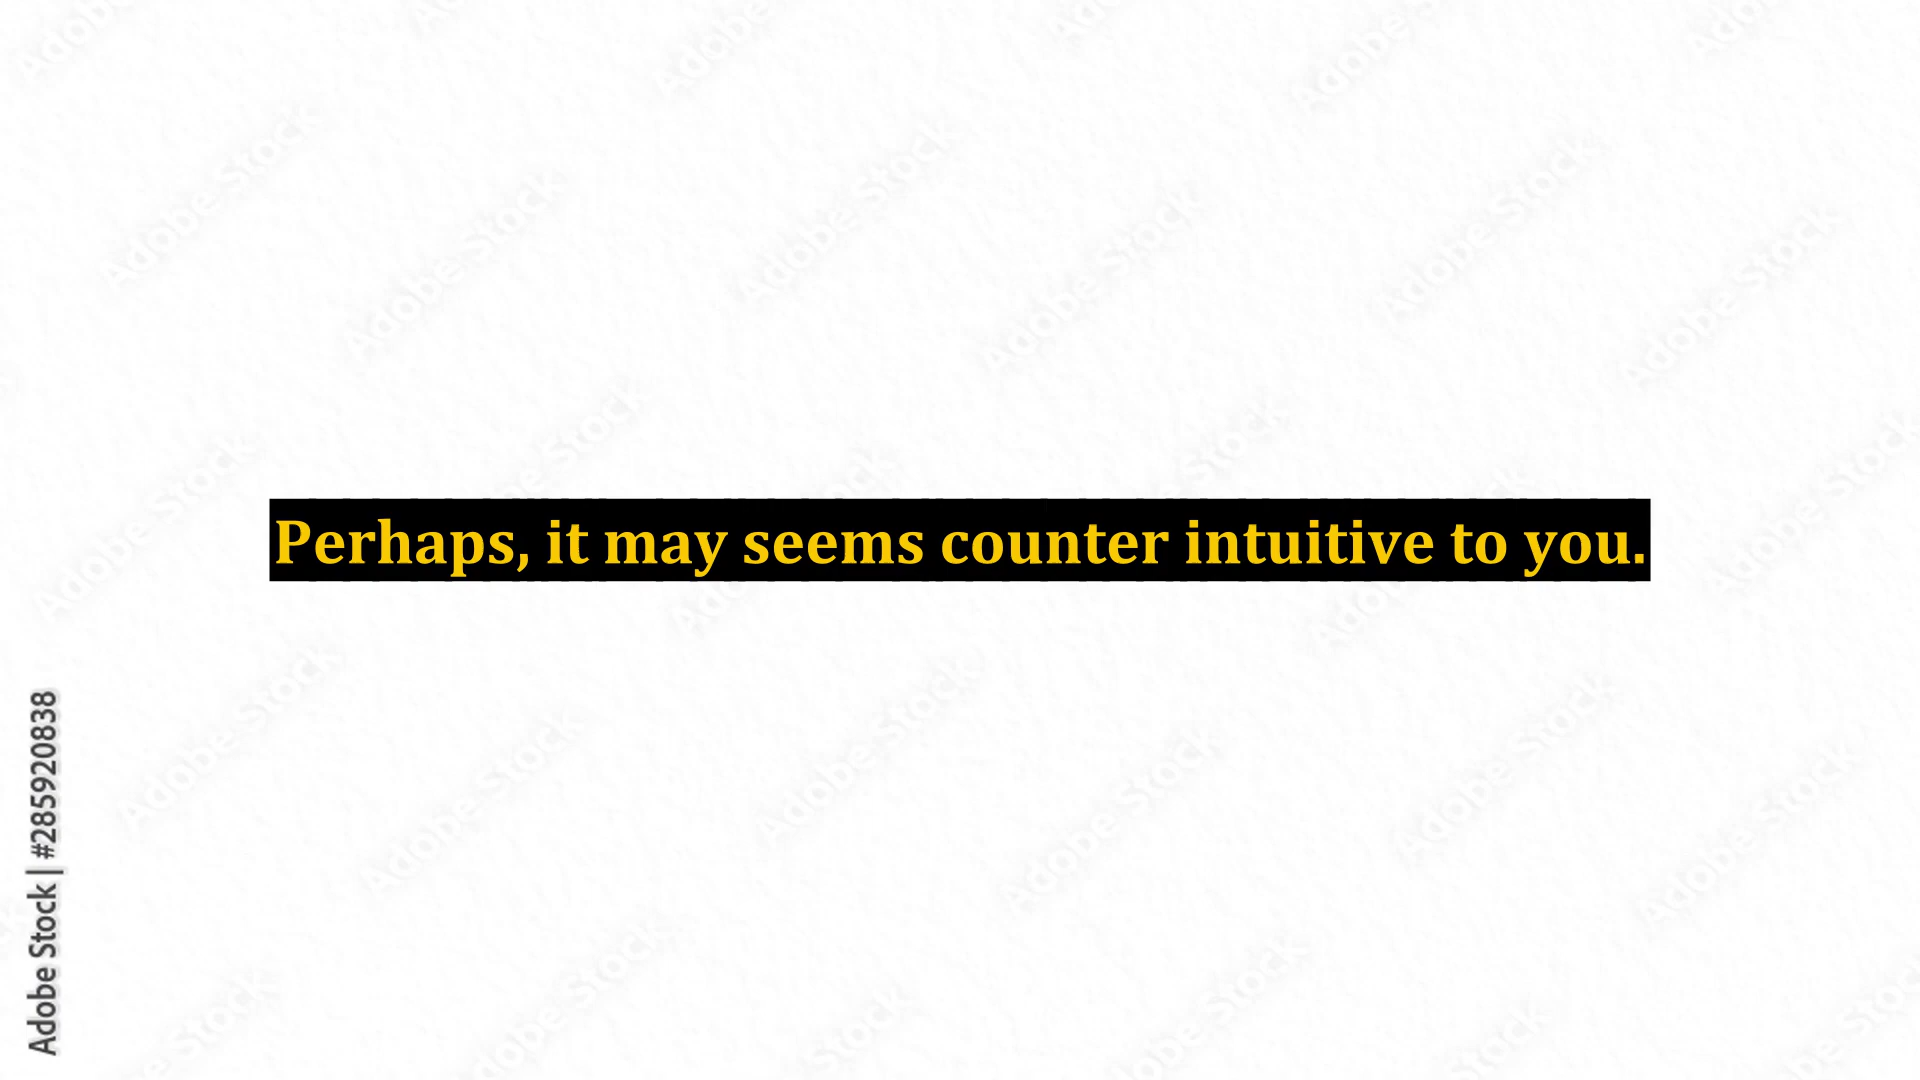 Perhaps, it may seems counter intuitive to you.
Adobe Stock | #285920838